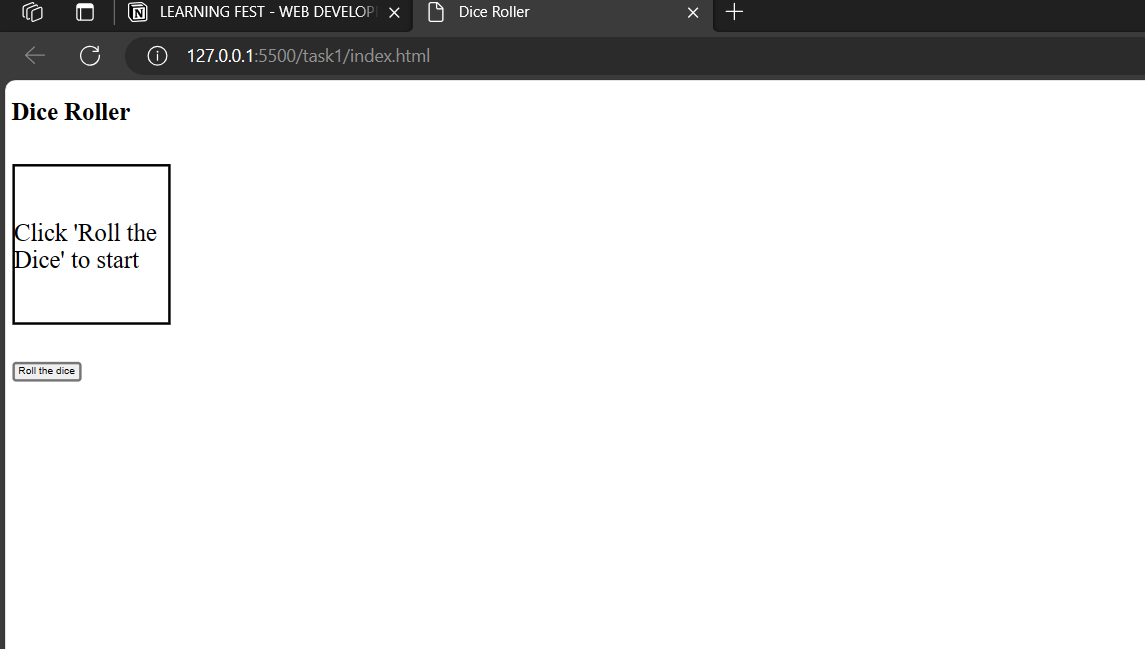 LEARNING FEST - WEB DEVELOP
Dice Roller
127.0.0.1:5500/task1/index.html
Dice Roller
Click 'Roll the
Dice' to start
Roll the dice